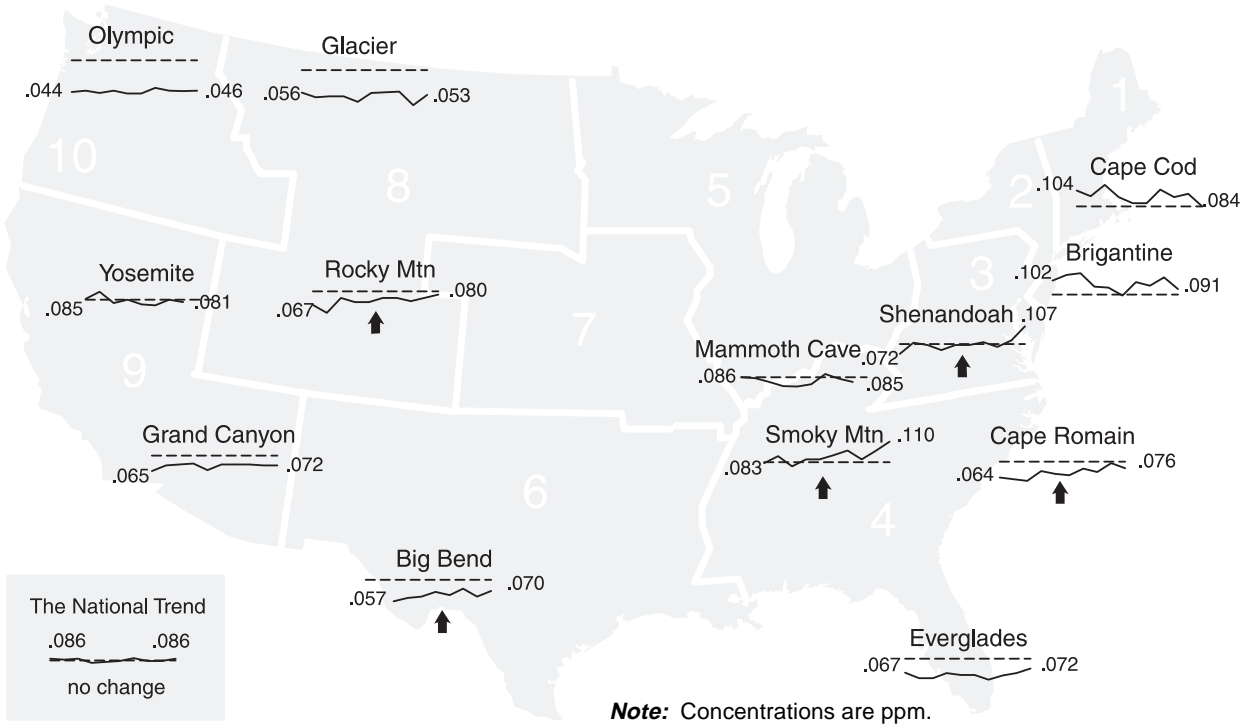 Olympic
.044 .046
Glacier
.056 .053
10
8
5
1
2
Cape Cod
.104 .084
Yosemite
.085 .081
Rocky Mtn
.067 .080
3
Brigantine
.102 .091
Shenandoah
.072 .107
7
9
Mammoth Cave
.086 .085
Grand Canyon
.065 .072
6
Smoky Mtn
.083 .110
Cape Romain
.064 .076
4
Big Bend
.057 .070
The National Trend
.086 .086
no change
Everglades
.067 .072
Note: Concentrations are ppm.